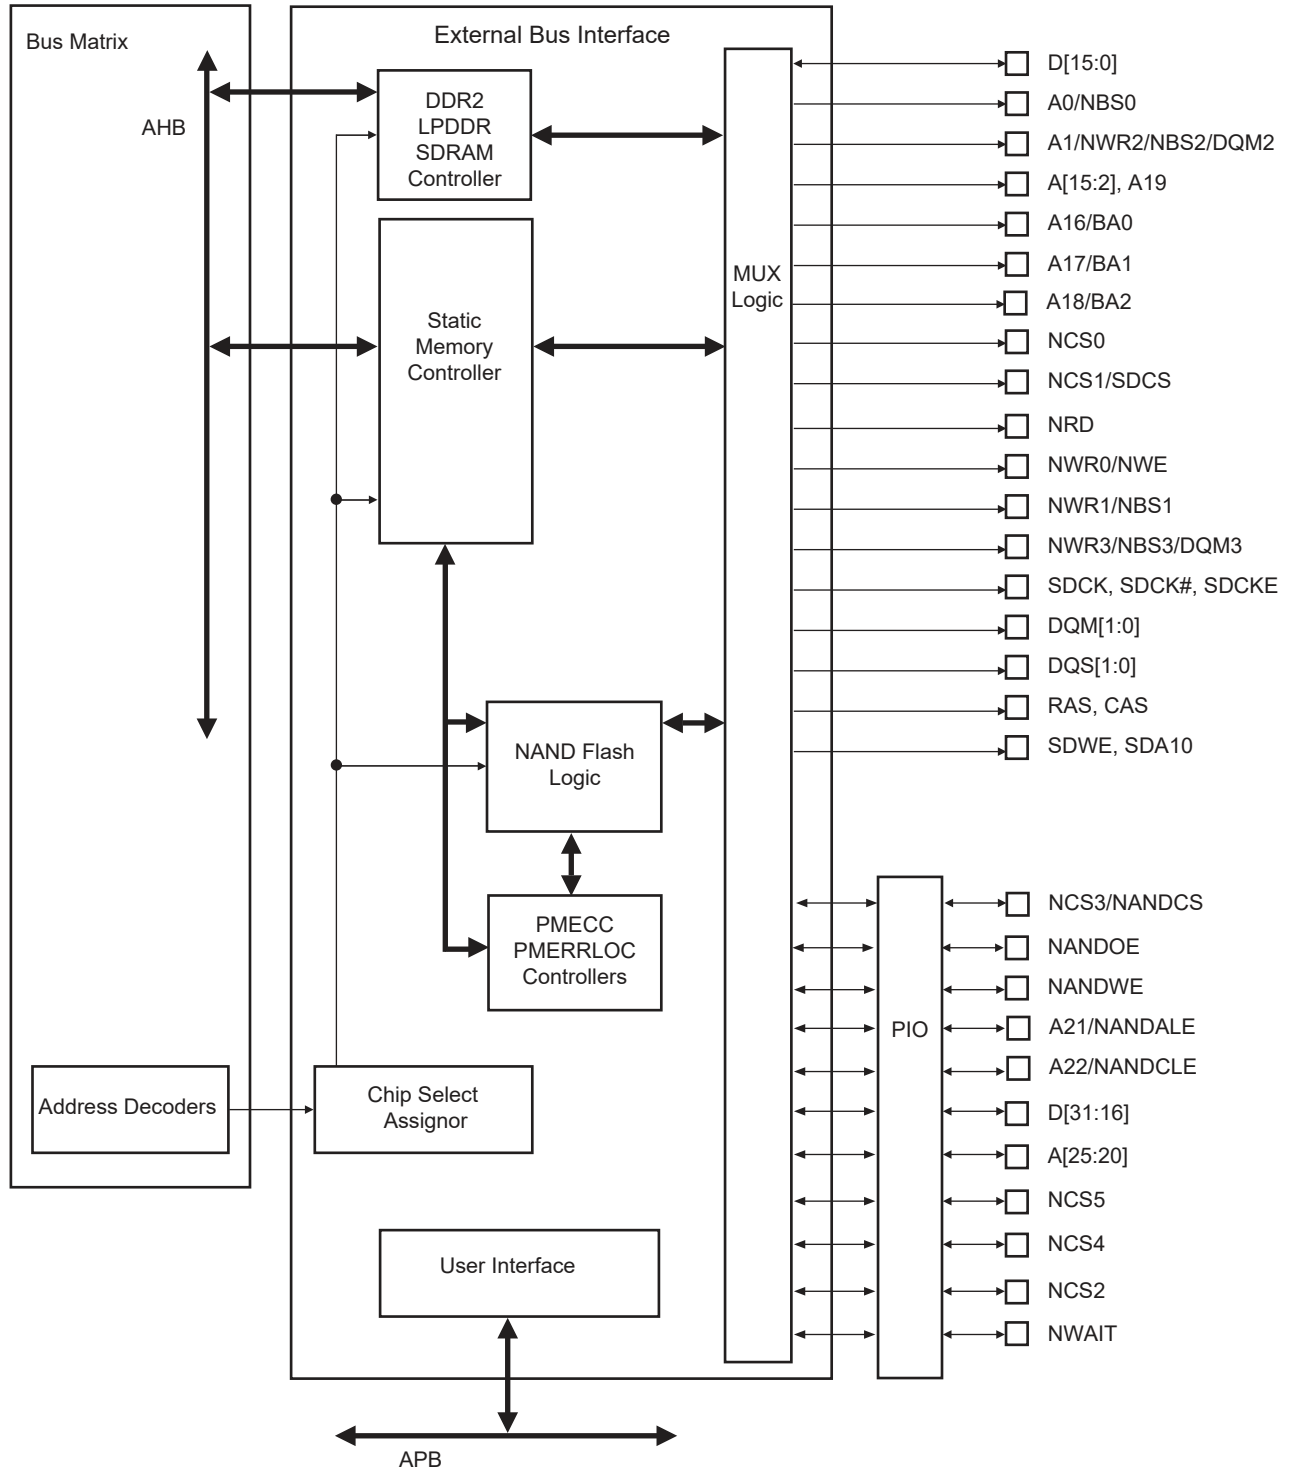 Bus Matrix
External Bus Interface
AHB
DDR2
LPDDR
SDRAM
Controller
Static
Memory
Controller
NAND Flash
Logic
PMECC
PMERRLOC
Controllers
Address Decoders
Chip Select
Assignor
User Interface
APB
MUX
Logic
PIO
D[15:0]
A0/NBS0
A1/NWR2/NBS2/DQM2
A[15:2], A19
A16/BA0
A17/BA1
A18/BA2
NCS0
NCS1/SDCS
NRD
NWR0/NWE
NWR1/NBS1
NWR3/NBS3/DQM3
SDCK, SDCK#, SDCKE
DQM[1:0]
DQS[1:0]
RAS, CAS
SDWE, SDA10
NCS3/NANDCS
NANDOE
NANDWE
A21/NANDALE
A22/NANDCLE
D[31:16]
A[25:20]
NCS5
NCS4
NCS2
NWAIT